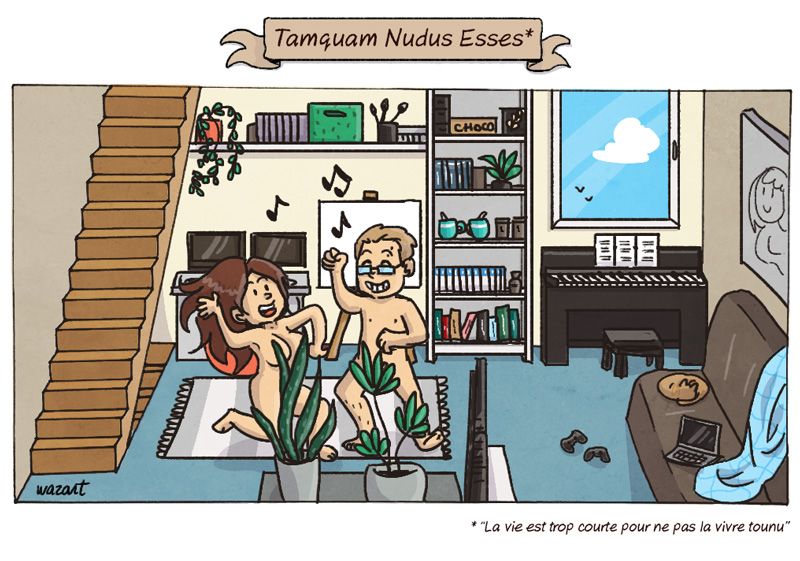 Tamquam Nudus Esses*
CHOCO
wazart
* "La vie est trop courte pour ne pas la vivre tounu"